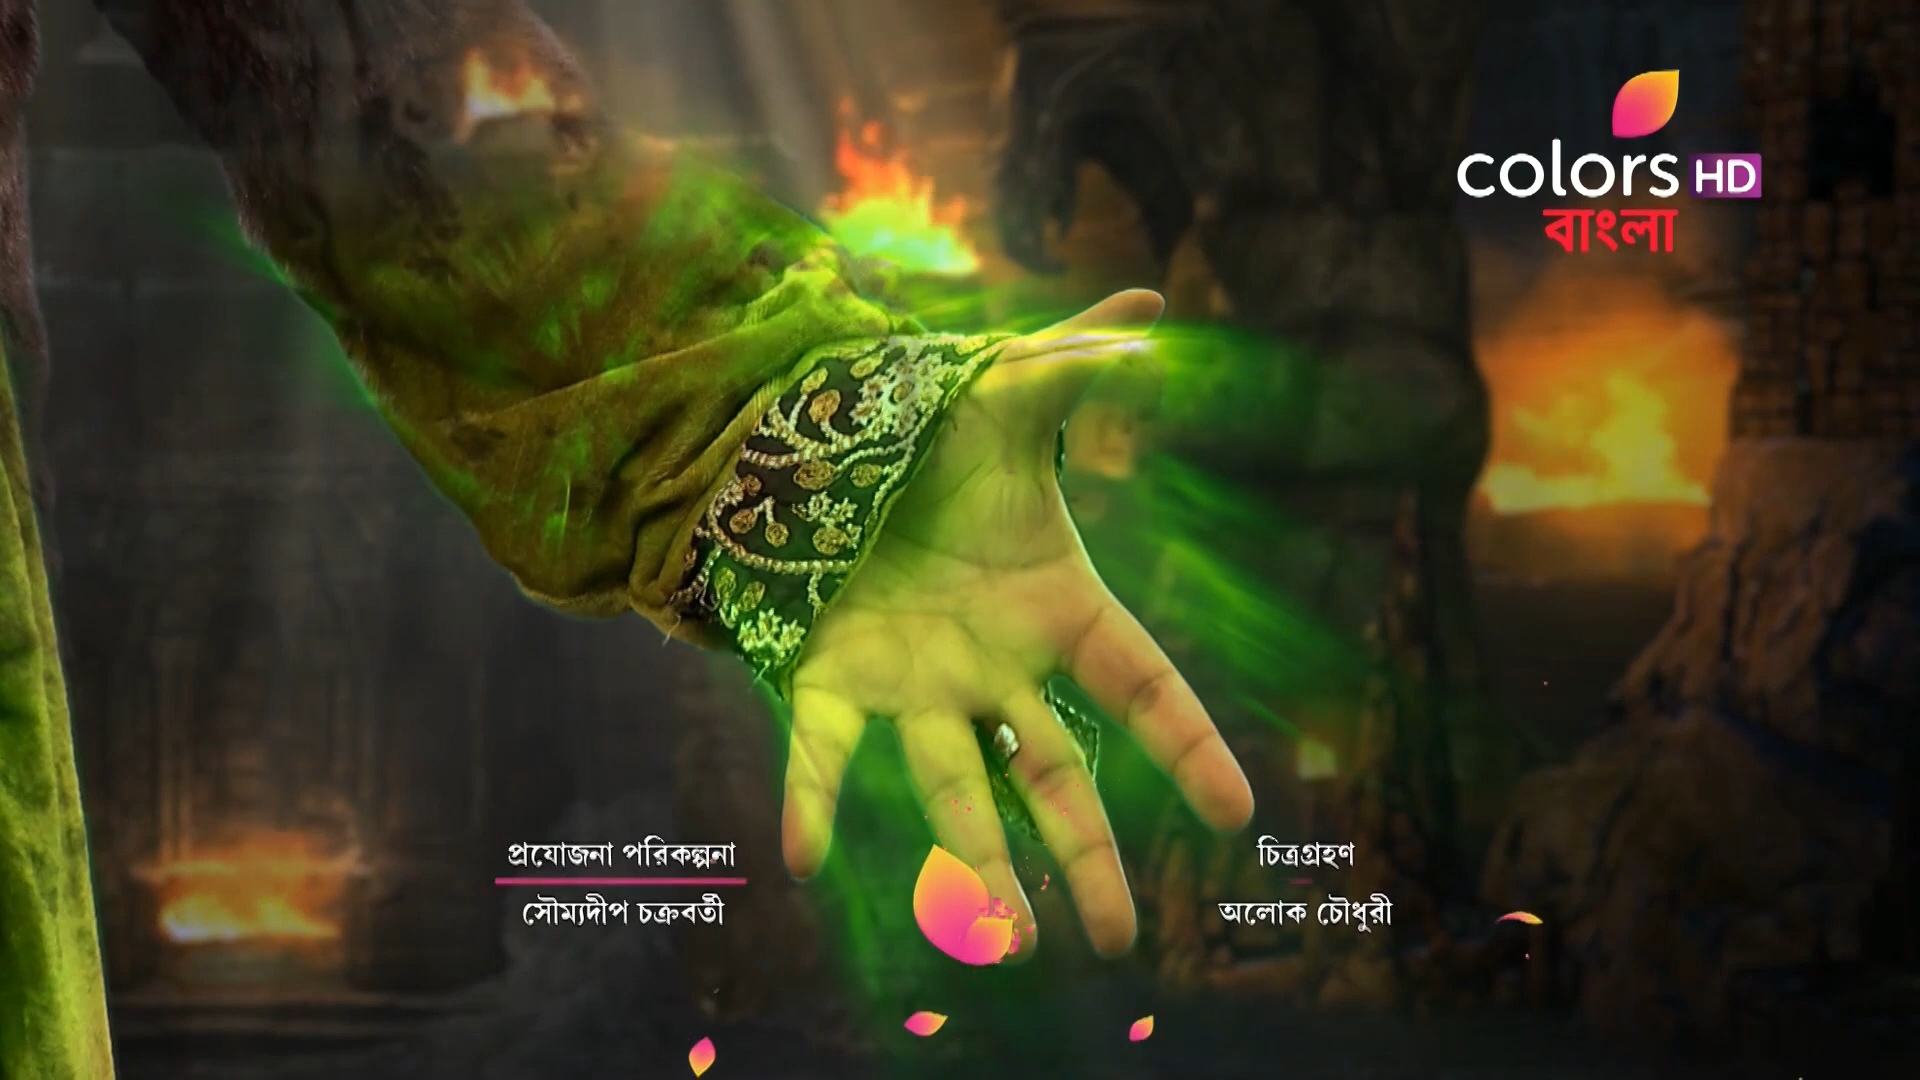 colors HD
বাংলা
প্রযোজনা পরিকল্পনা
সৌম্যদীপ চক্রবর্তী
চিত্রগ্রহণ
অলোক চৌধুরী